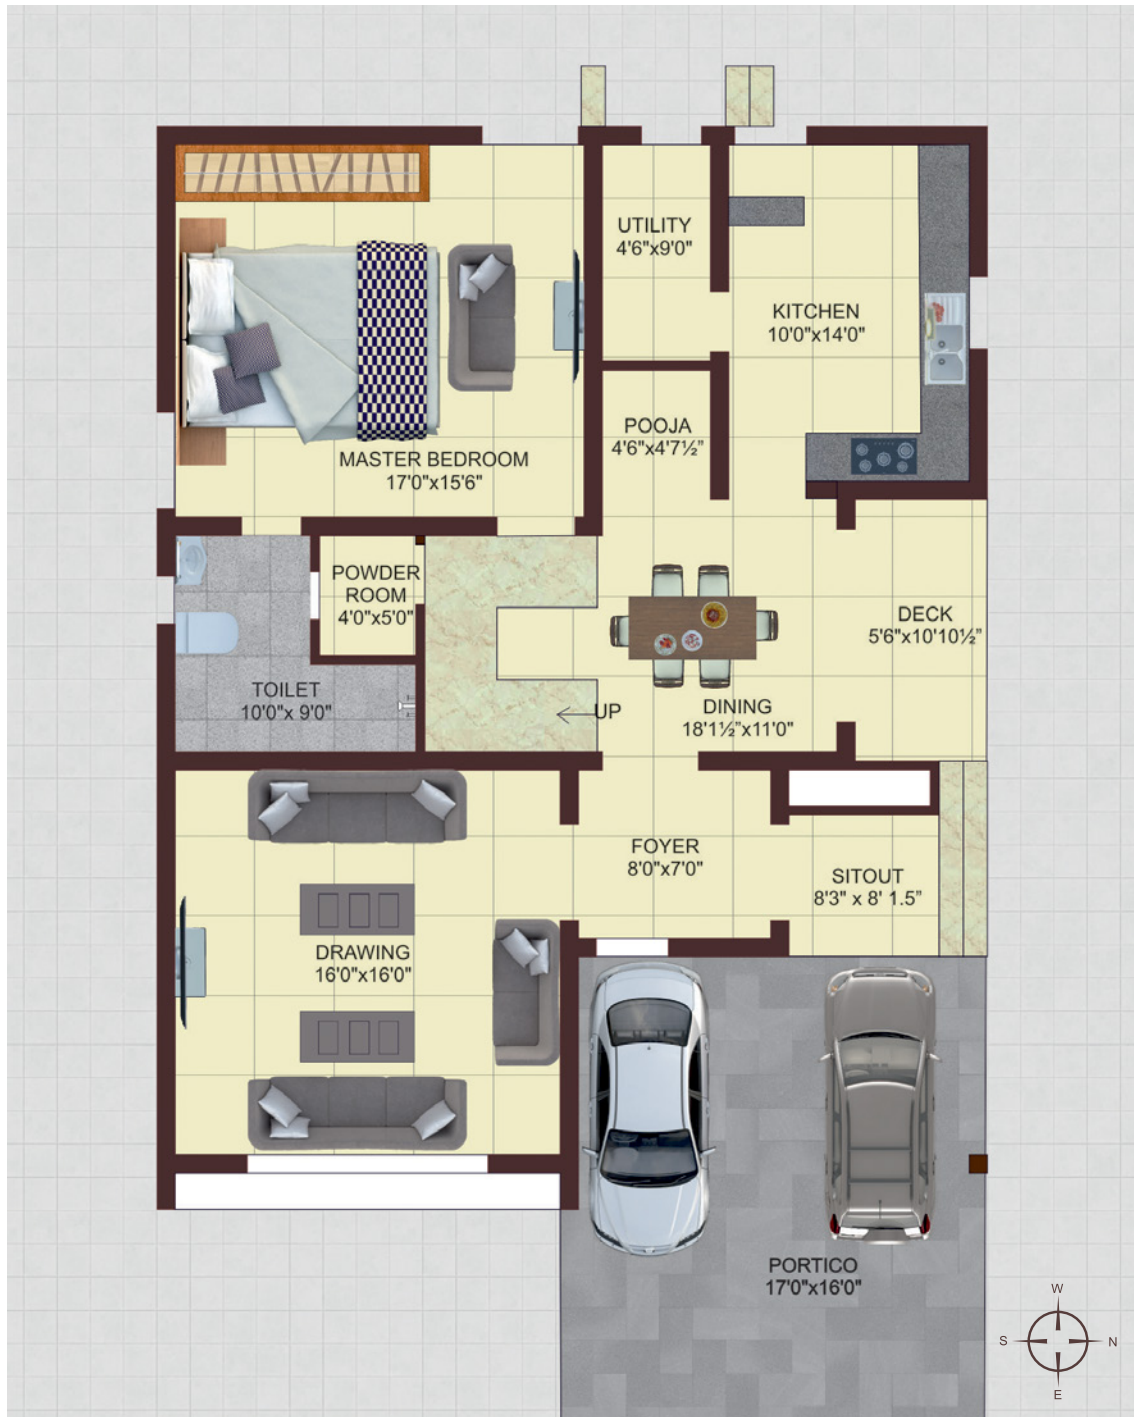 UTILITY
4'6"x9'0"
KITCHEN
10'0"x14'0"
POOJA
4'6"x4'7½”
MASTER BEDROOM
17'0"x15'6"
POWDER
ROOM
4'0"x5'0"
DECK
5'6"x10'10½”
TOILET
10'0"x 9'0"
UP
DINING
18'1½”x11'0"
FOYER
8'0"x7'0"
SITOUT
8'3" x 8' 1.5”
DRAWING
16'0"x16'0"
PORTICO
17'0"x16'0"
W
S
N
E